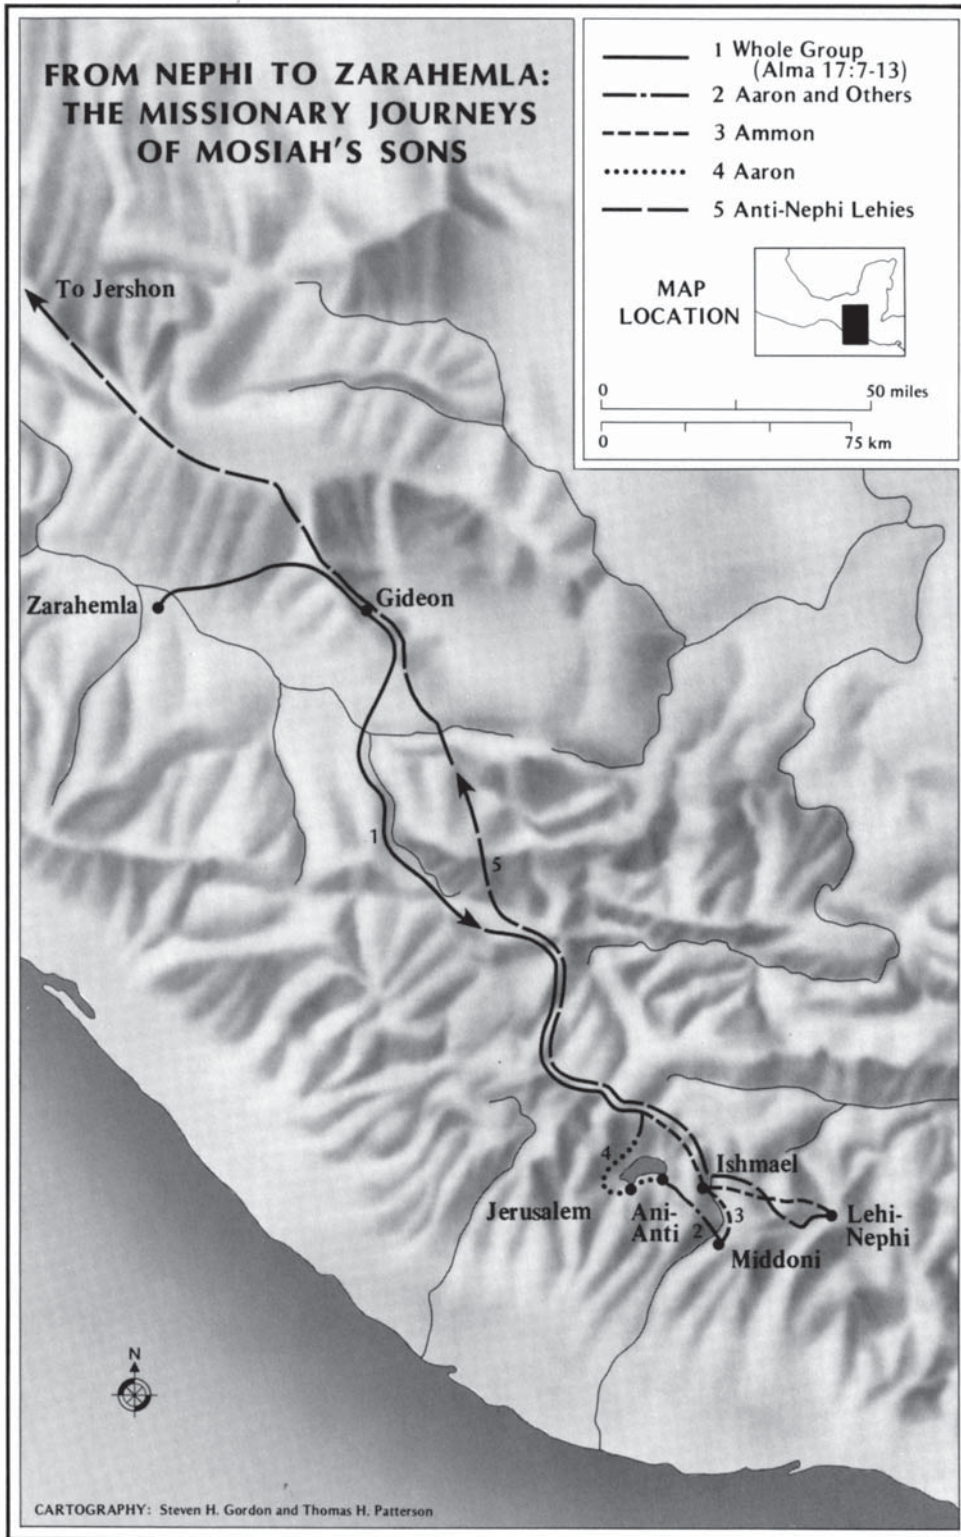 FROM NEPHI TO ZARAHEMLA:
THE MISSIONARY JOURNEYS
OF MOSIAH'S SONS
1 Whole Group
(Alma 17:7-13)
2 Aaron and Others
3 Ammon
4 Aaron
5 Anti-Nephi Lehies
MAP
LOCATION
0 50 miles
0 75 km
To Jershon
Zarahemla
Gideon
1
5
4
Ishmael
Jerusalem
Ani-
Anti
2
3
Lehi-
Nephi
Middoni
N
CARTOGRAPHY: Steven H. Gordon and Thomas H. Patterson